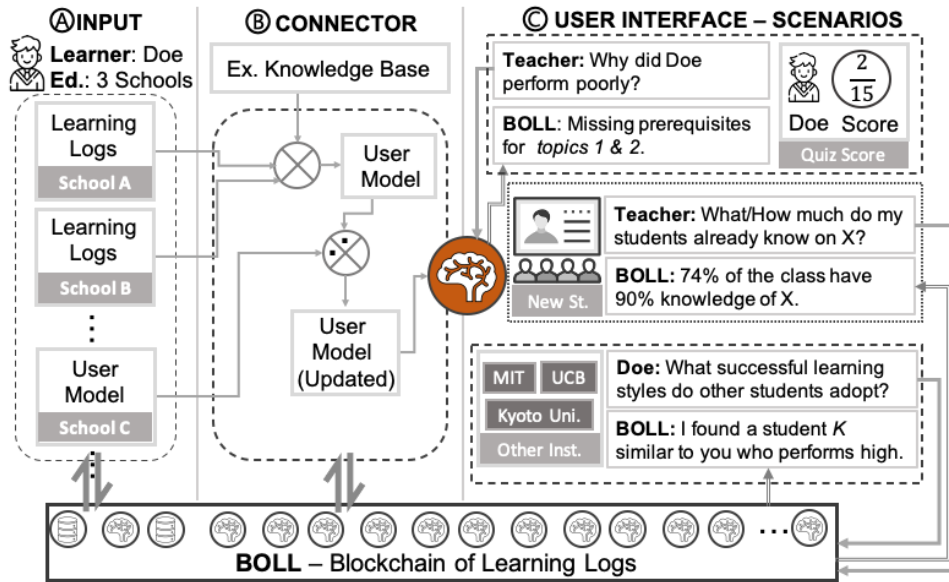 Ⓐ INPUT
Learner: Doe
Ed.: 3 Schools
Learning
Logs
School A
Learning
Logs
School B
User
Model
School C
Ⓑ CONNECTOR
Ex. Knowledge Base
User
Model
User
Model
(Updated)
Ⓒ USER INTERFACE – SCENARIOS
Teacher: Why did Doe
perform poorly?
BOLL: Missing prerequisites
for topics 1 & 2.
2
15
Doe Score
Quiz Score
Teacher: What/How much do my
students already know on X?
BOLL: 74% of the class have
90% knowledge of X.
New St.
MIT UCB
Kyoto Uni.
Other Inst.
Doe: What successful learning
styles do other students adopt?
BOLL: I found a student K
similar to you who performs high.
BOLL – Blockchain of Learning Logs